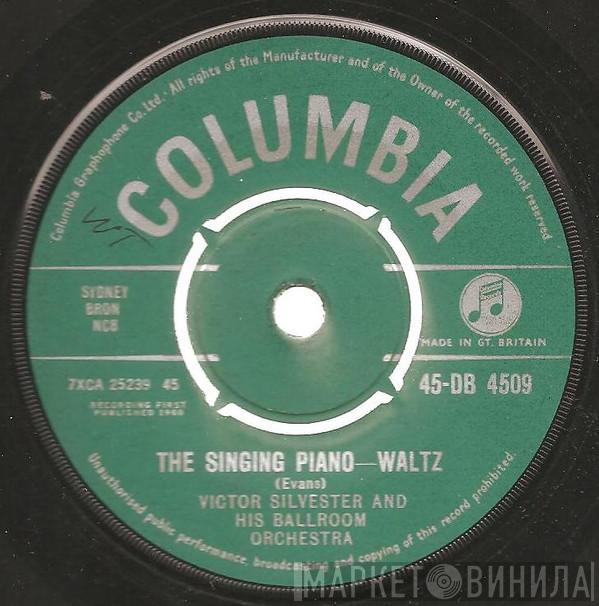 Columbia Graphophone Co. Ltd. · All rights of the Manufacturer and of the Owner of the recorded work reserved.
COLUMBIA
WT
SYDNEY
BRON
NCB
Columbia
Records
MADE IN GT. BRITAIN
7XCA 25239 45
45-DB 4509
RECORDING FIRST
PUBLISHED 1960
THE SINGING PIANO—WALTZ
(Evans)
VICTOR SILVESTER AND
HIS BALLROOM
ORCHESTRA
Unauthorised public performance, broadcasting and copying of this record prohibited.
МАРКЕТ ВИНИЛА